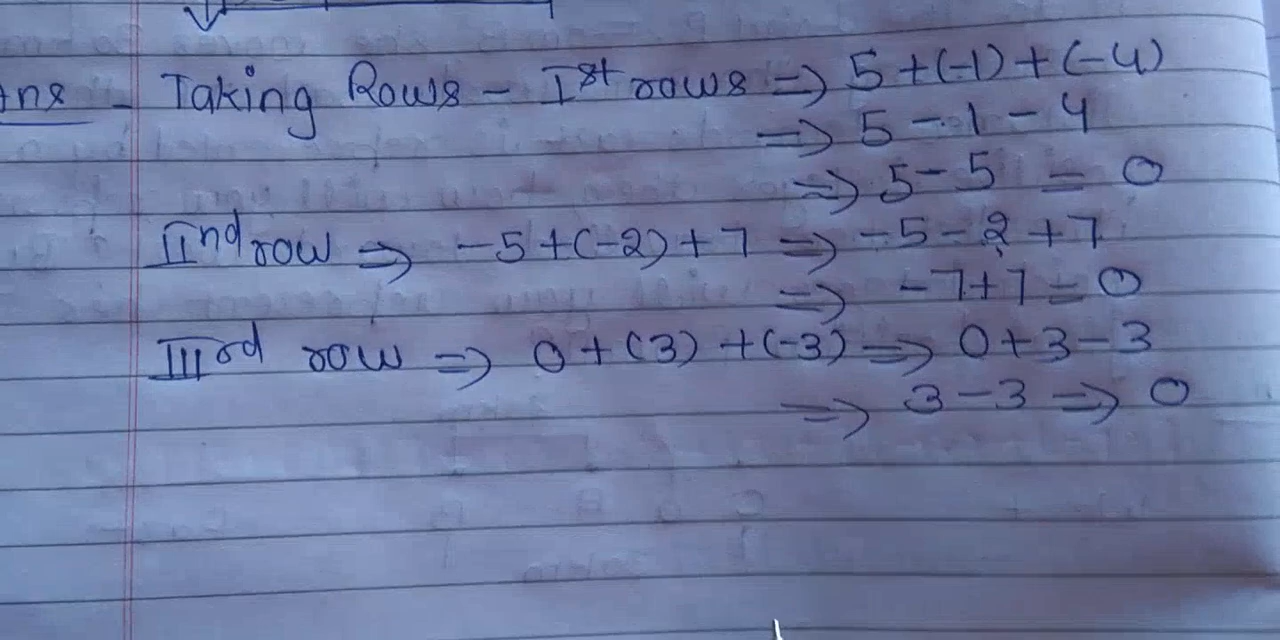 Ans - Taking Rows - Ist rows => 5 + (-1) + (-4)
=> 5 - 1 - 4
=> 5 - 5 = 0
IInd row => -5 + (-2) + 7 => -5 - 2 + 7
=> -7 + 7 = 0
IIIrd row => 0 + (3) + (-3) => 0 + 3 - 3
=> 3 - 3 => 0